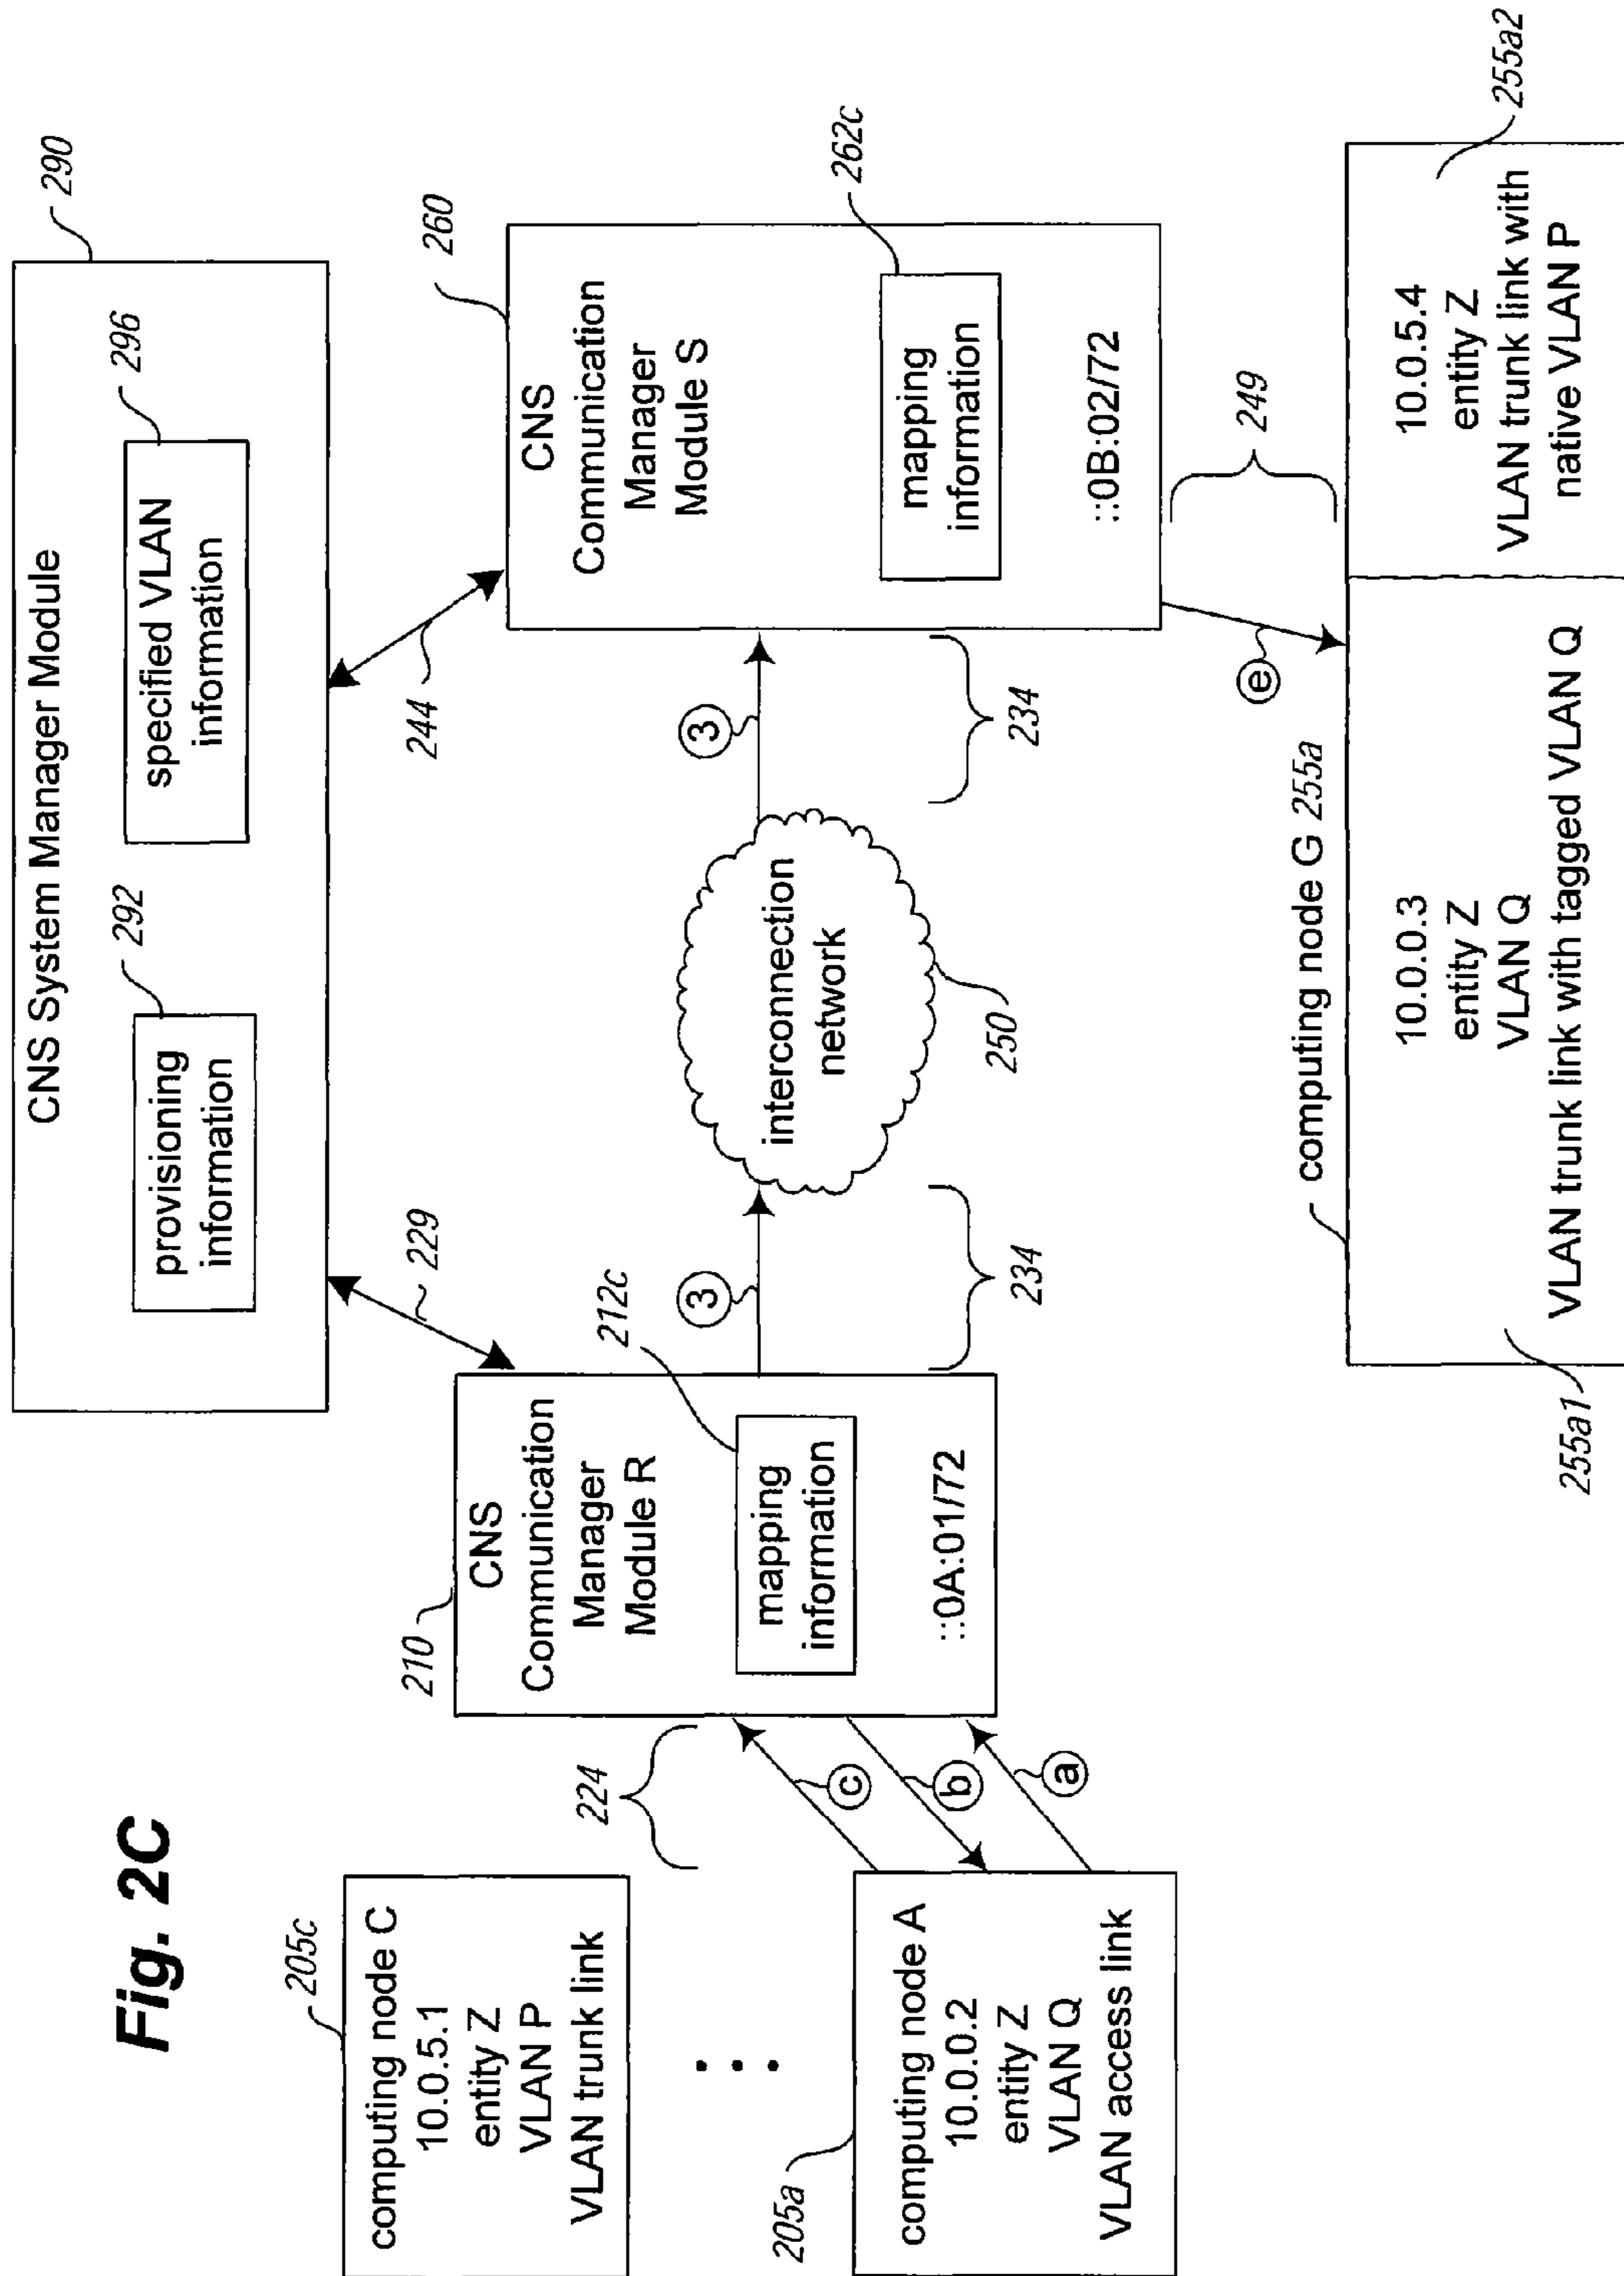 Fig. 2C
CNS System Manager Module
290
provisioning
information
292
specified VLAN
information
296
229
244
210
CNS
Communication
Manager
Module R
mapping
information
212c
::0A:01/72
260
CNS
Communication
Manager
Module S
mapping
information
262c
::0B:02/72
205c
computing node C
10.0.5.1
entity Z
VLAN P
VLAN trunk link
224
c
b
a
205a
computing node A
10.0.0.2
entity Z
VLAN Q
VLAN access link
3
234
interconnection
network
250
3
234
e
249
computing node G 255a
10.0.0.3
entity Z
VLAN Q
VLAN trunk link with tagged VLAN Q
255a1
10.0.5.4
entity Z
VLAN trunk link with
native VLAN P
255a2